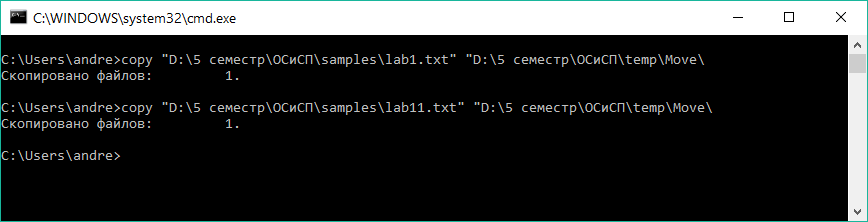 C:\WINDOWS\system32\cmd.exe
C:\Users\andre>copy "D:\5 семестр\ОСиСП\samples\lab1.txt" "D:\5 семестр\ОСиСП\temp\Move\
Скопировано файлов:         1.
C:\Users\andre>copy "D:\5 семестр\ОСиСП\samples\lab11.txt" "D:\5 семестр\ОСиСП\temp\Move\
Скопировано файлов:         1.
C:\Users\andre>